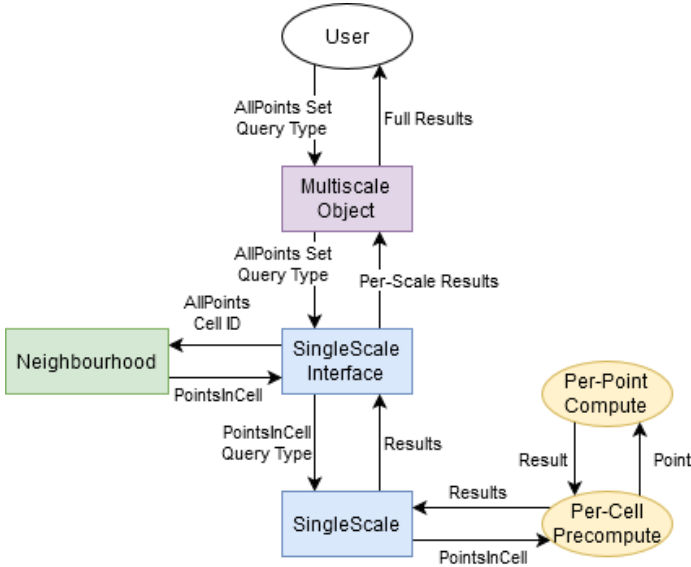 User
AllPoints Set
Query Type
Full Results
Multiscale
Object
AllPoints Set
Query Type
Per-Scale Results
AllPoints
Cell ID
Neighbourhood
SingleScale
Interface
PointsInCell
Per-Point
Compute
PointsInCell
Query Type
Results
Result
Point
Results
SingleScale
Per-Cell
Precompute
PointsInCell